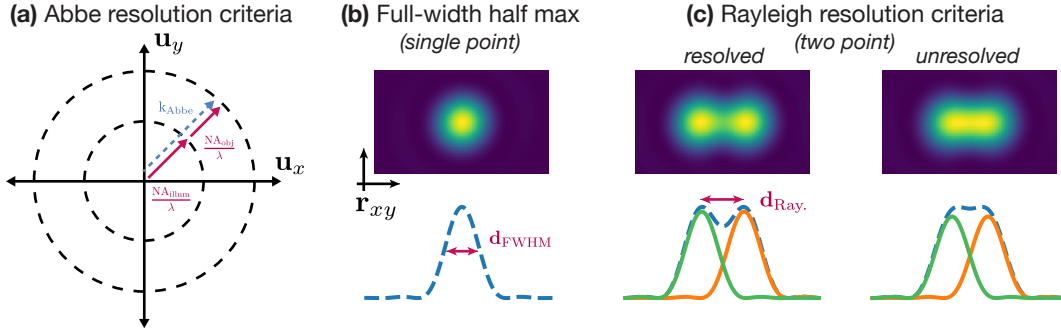 (a) Abbe resolution criteria
u_y
k_Abbe
NA_obj
λ
u_x
NA_illum
λ
(b) Full-width half max
(single point)
r_xy
d_FWHM
(c) Rayleigh resolution criteria
(two point)
resolved
unresolved
d_Ray.